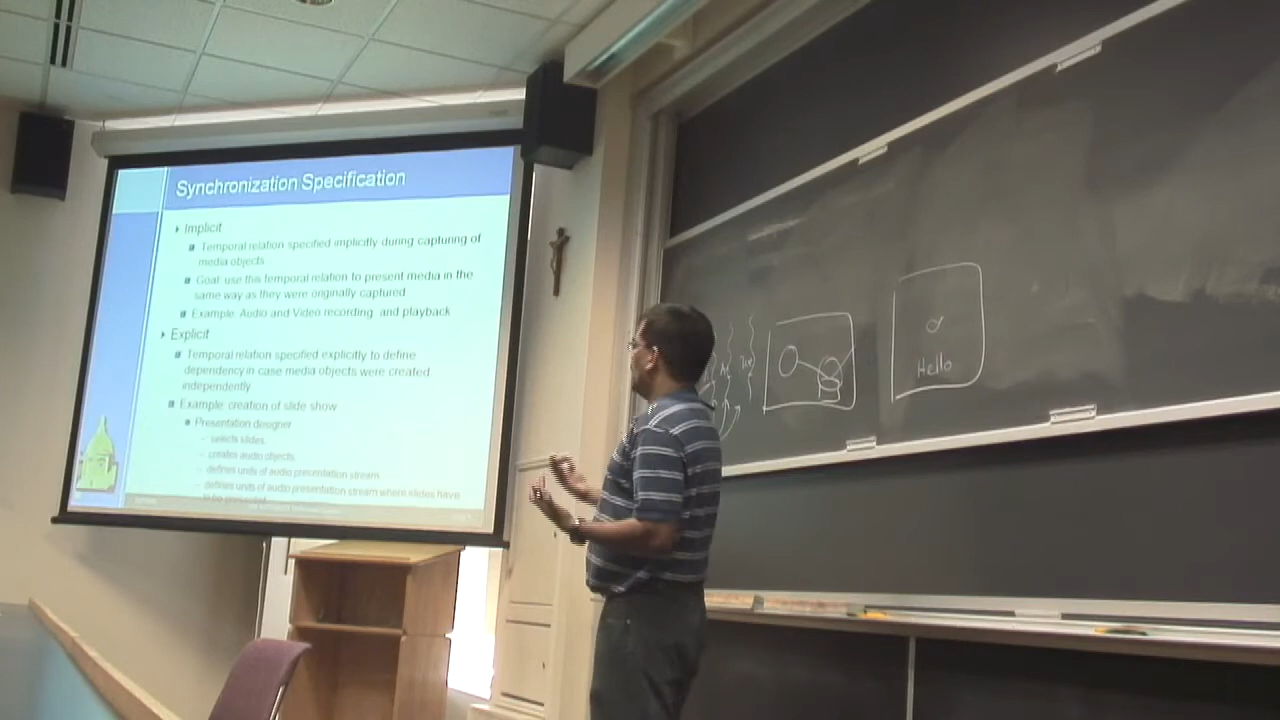 Synchronization Specification
Implicit
Temporal relation specified implicitly during capturing of
media objects
Goal: use this temporal relation to present media in the
same way as they were originally captured
Example: Audio and Video recording and playback
Explicit
Temporal relation specified explicitly to define
dependency in case media objects were created
independently
Example: creation of slide show
Presentation designer
– selects slides,
– creates audio objects,
– defines units of audio presentation stream
– defines units of audio presentation stream where slides have
Hello